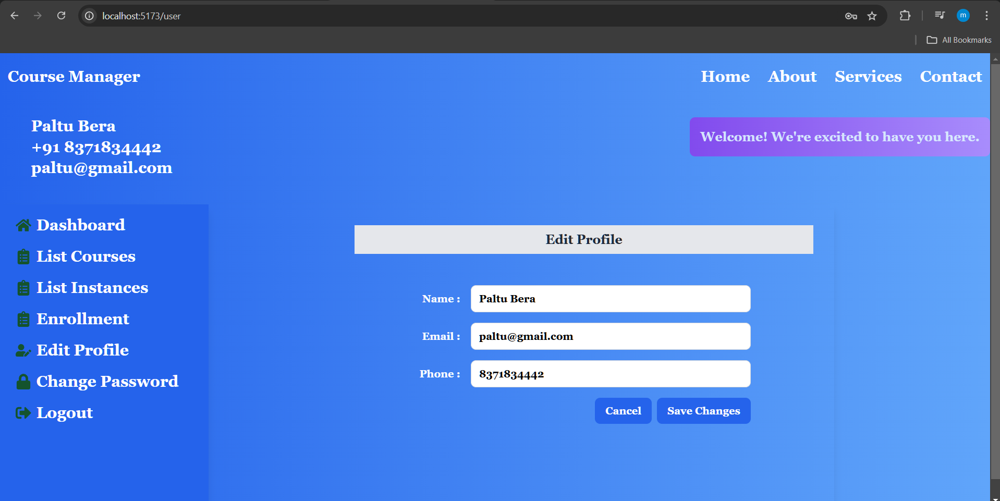 localhost:5173/user
m
All Bookmarks
Course Manager
Home About Services Contact
Paltu Bera
+91 8371834442
paltu@gmail.com
Welcome! We're excited to have you here.
Dashboard
List Courses
List Instances
Enrollment
Edit Profile
Change Password
Logout
Edit Profile
Name : Paltu Bera
Email : paltu@gmail.com
Phone : 8371834442
Cancel Save Changes